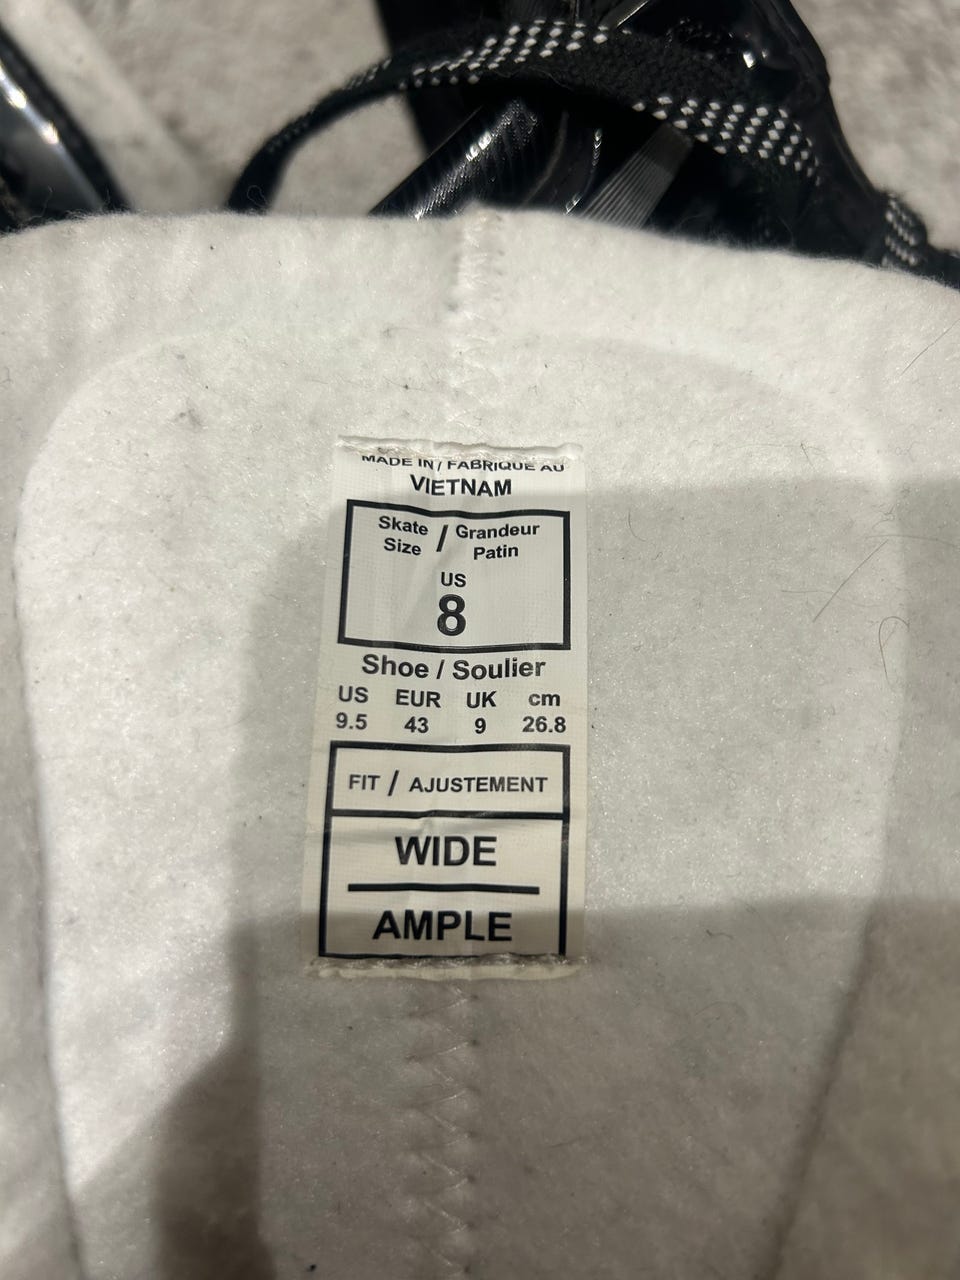 MADE IN / FABRIQUE AU
VIETNAM
Skate Size / Grandeur Patin
US
8
Shoe / Soulier
US EUR UK cm
9.5 43 9 26.8
FIT / AJUSTEMENT
WIDE
AMPLE